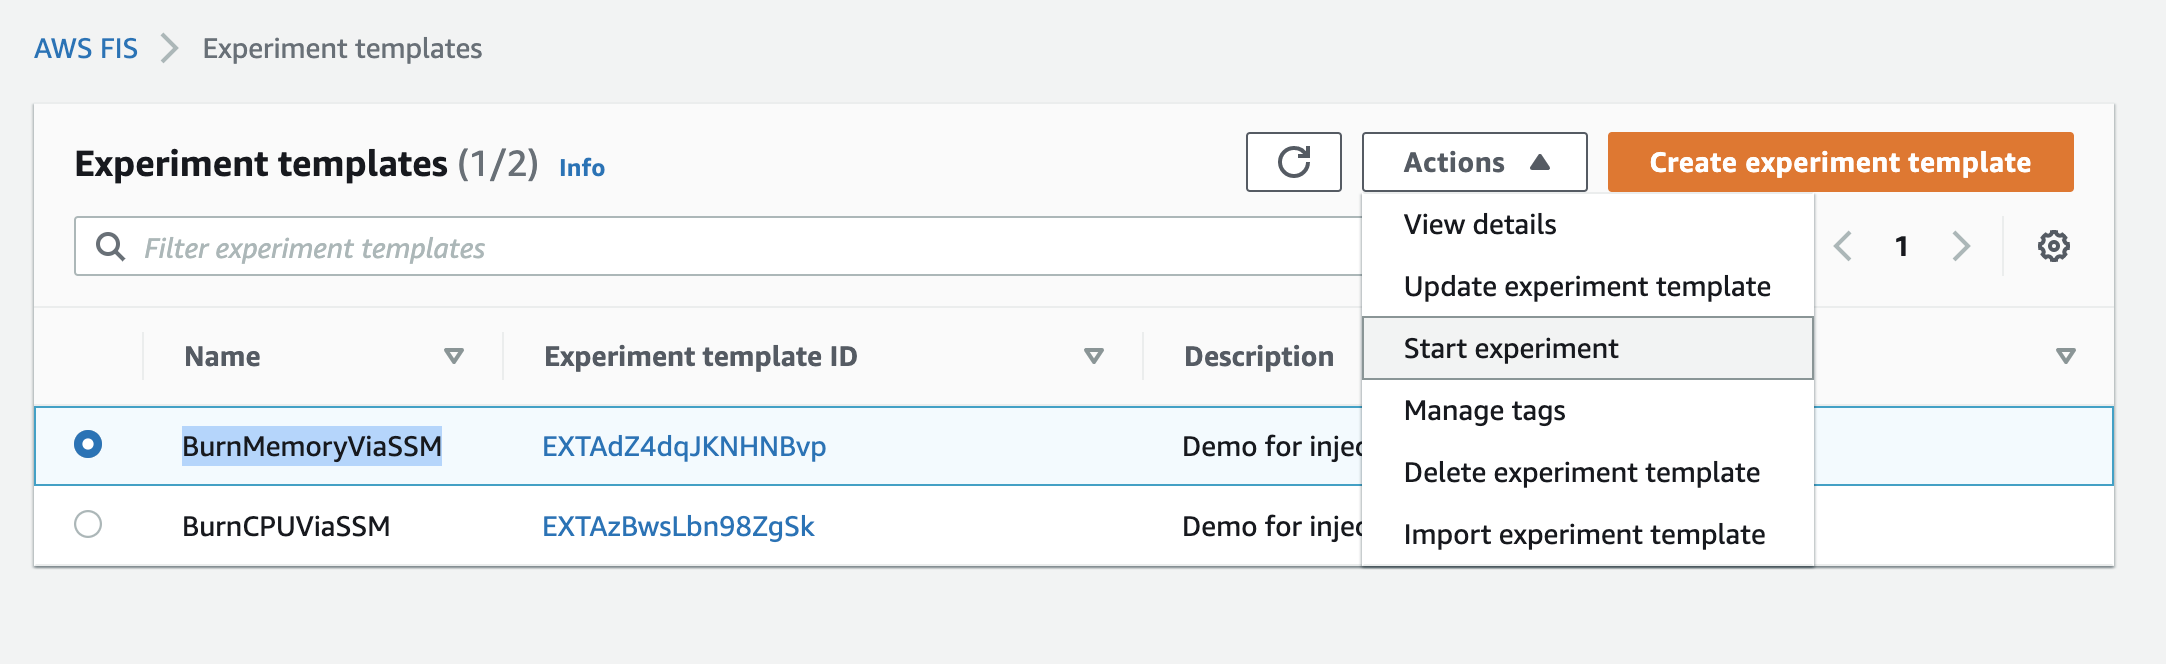 AWS FIS Experiment templates
Experiment templates (1/2) Info
Actions
Create experiment template
Filter experiment templates
1
View details
Update experiment template
Start experiment
Manage tags
Delete experiment template
Import experiment template
Name Experiment template ID Description
BurnMemoryViaSSM EXTAdZ4dqJKNHNBvp Demo for
BurnCPUViaSSM EXTAzBwsLbn98ZgSk Demo for